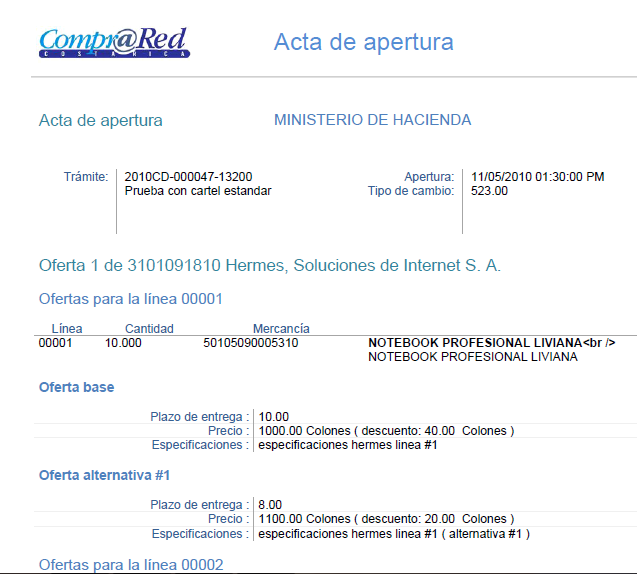 Compr@Red
COSTA RICA
Acta de apertura
Acta de apertura
MINISTERIO DE HACIENDA
Trámite: 2010CD-000047-13200
Prueba con cartel estandar
Apertura: 11/05/2010 01:30:00 PM
Tipo de cambio: 523.00
Oferta 1 de 3101091810 Hermes, Soluciones de Internet S. A.
Ofertas para la línea 00001
Línea Cantidad Mercancía
00001 10.000 50105090005310 NOTEBOOK PROFESIONAL LIVIANA<br />
NOTEBOOK PROFESIONAL LIVIANA
Oferta base
Plazo de entrega : 10.00
Precio : 1000.00 Colones ( descuento: 40.00 Colones )
Especificaciones : especificaciones hermes linea #1
Oferta alternativa #1
Plazo de entrega : 8.00
Precio : 1100.00 Colones ( descuento: 20.00 Colones )
Especificaciones : especificaciones hermes linea #1 ( alternativa #1 )
Ofertas para la línea 00002